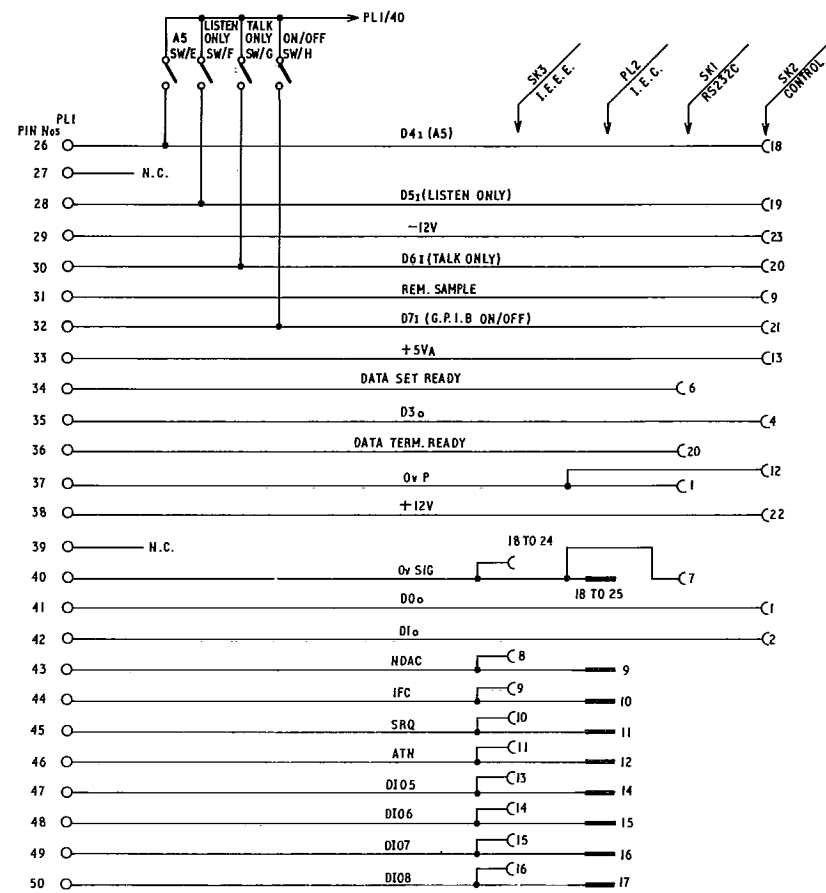 PL1/40
A5 SW/E
LISTEN ONLY SW/F
TALK ONLY SW/G
ON/OFF SW/H
SK3 I.E.E.E.
PL2 I.E.C.
SK1 RS232C
SK2 CONTROL
PL1
PIN Nos
26 D4I (A5) 18
27 N.C.
28 D5I (LISTEN ONLY) 19
29 -12V 23
30 D6I (TALK ONLY) 20
31 REM. SAMPLE 9
32 D7I (G.P.I.B ON/OFF) 21
33 +5VA 13
34 DATA SET READY 6
35 D3o 4
36 DATA TERM. READY 20
12
37 0v P 1
38 +12V 22
39 N.C.
18 TO 24
40 0v SIG 7
18 TO 25
41 D0o 1
42 D1o 2
43 NDAC 8 9
44 IFC 9 10
45 SRQ 10 11
46 ATN 11 12
47 DIO5 13 14
48 DIO6 14 15
49 DIO7 15 16
50 DIO8 16 17